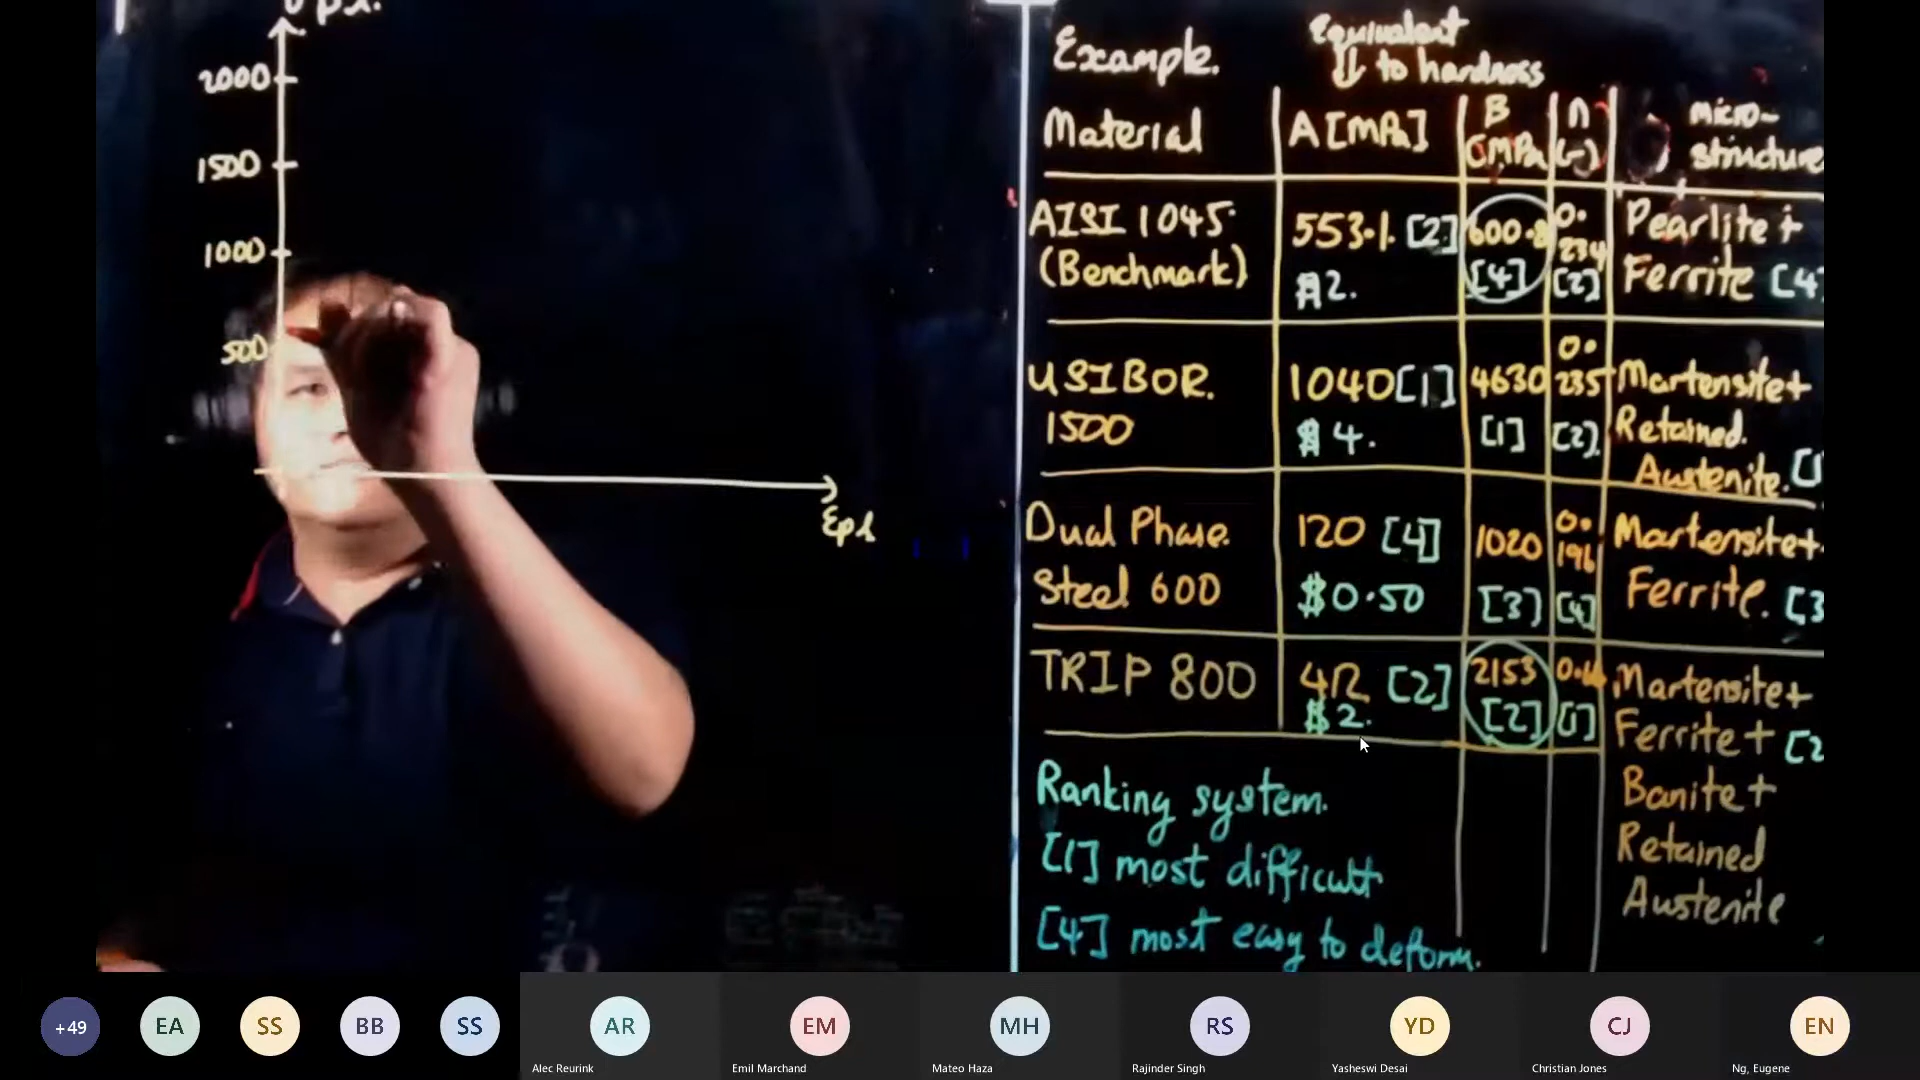 2000
1500
1000
500
Epl
Example.
Equivalent
to hardness
Material
A [MPa]
B
(MPa)
n
(-)
micro-
structure
AISI 1045
(Benchmark)
553.1. [2]
$2.
600.8
[4]
0.
234
[2]
Pearlite +
Ferrite [4
USIBOR.
1500
1040 [1]
$4.
4630
[1]
0.
235
[2]
Martensite+
Retained.
Austenite. [
Dual Phase.
Steel 600
120 [4]
$0.50
1020
[3]
0.
196
[4]
Martensite+
Ferrite. [3
TRIP 800
412 [2]
$2.
2153
[2]
[1]
Martensite+
Ferrite + [2
Banite +
Retained
Austenite
Ranking system.
[1] most difficult
[4] most easy to deform.
+49
EA
SS
BB
SS
AR
EM
MH
RS
YD
CJ
EN
Alec Reurink
Emil Marchand
Mateo Haza
Rajinder Singh
Yasheswi Desai
Christian Jones
Ng, Eugene